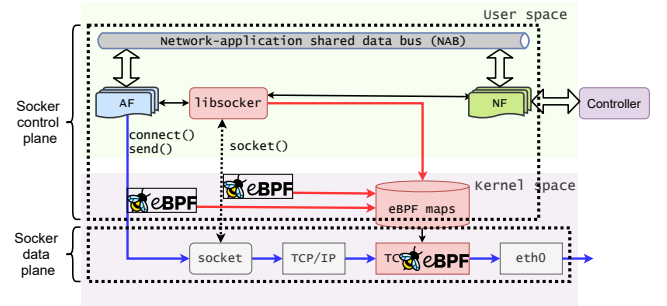 User space
Network-application shared data bus (NAB)
Socker
control
plane
AF
libsocker
NF
Controller
connect()
send()
socket()
eBPF
eBPF
Kernel space
eBPF maps
Socker
data
plane
socket
TCP/IP
TC
eBPF
eth0